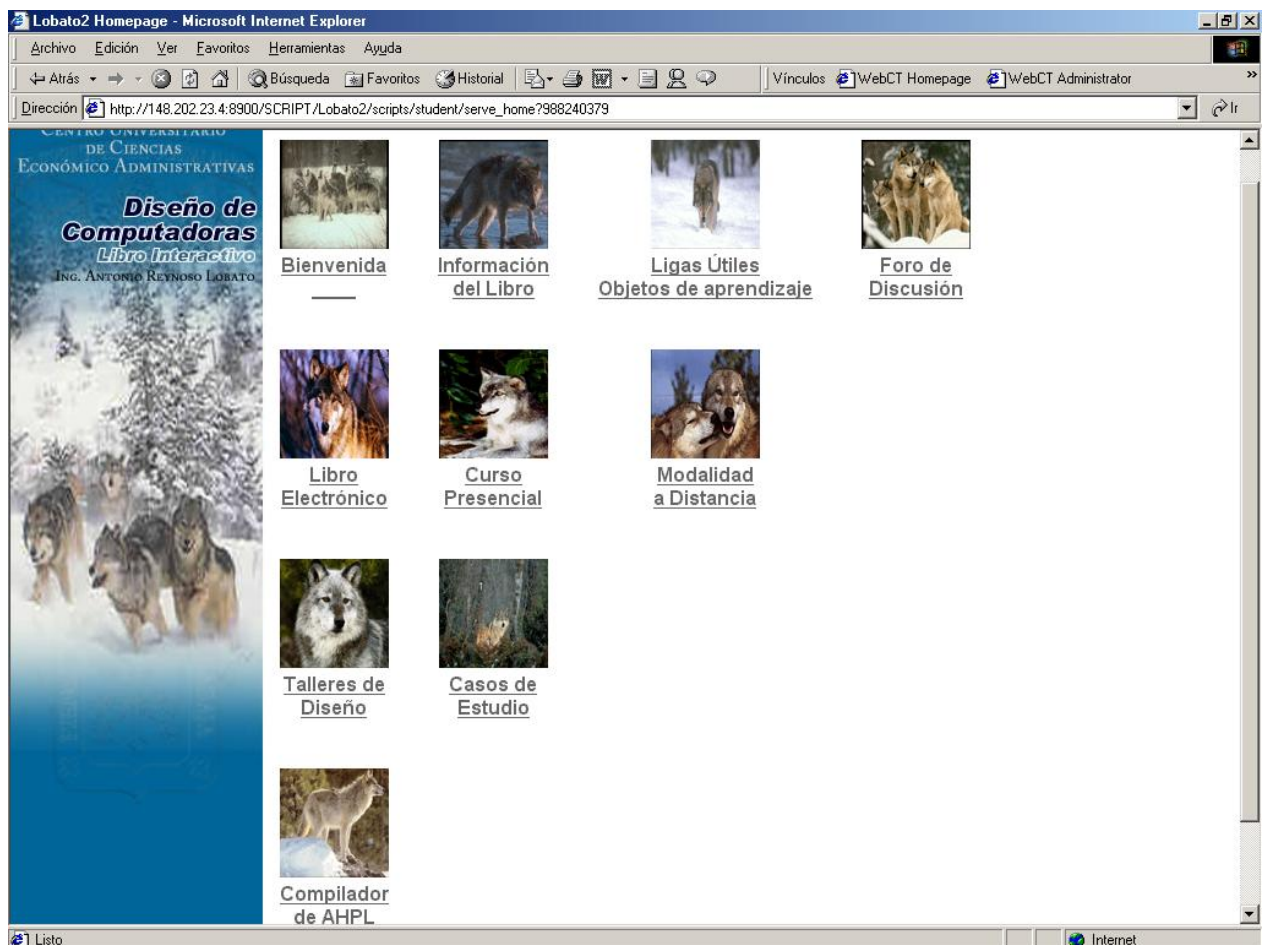 Lobato2 Homepage - Microsoft Internet Explorer
Archivo Edición Ver Favoritos Herramientas Ayuda
Atrás Búsqueda Favoritos Historial Vínculos WebCT Homepage WebCT Administrator »
Dirección http://148.202.23.4:8900/SCRIPT/Lobato2/scripts/student/serve_home?988240379 Ir
CENTRO UNIVERSITARIO
DE CIENCIAS
ECONÓMICO ADMINISTRATIVAS
Diseño de
Computadoras
Libro Interactivo
ING. ANTONIO REYNOSO LOBATO
Bienvenida
Información
del Libro
Ligas Útiles
Objetos de aprendizaje
Foro de
Discusión
Libro
Electrónico
Curso
Presencial
Modalidad
a Distancia
Talleres de
Diseño
Casos de
Estudio
Compilador
de AHPL
Listo Internet